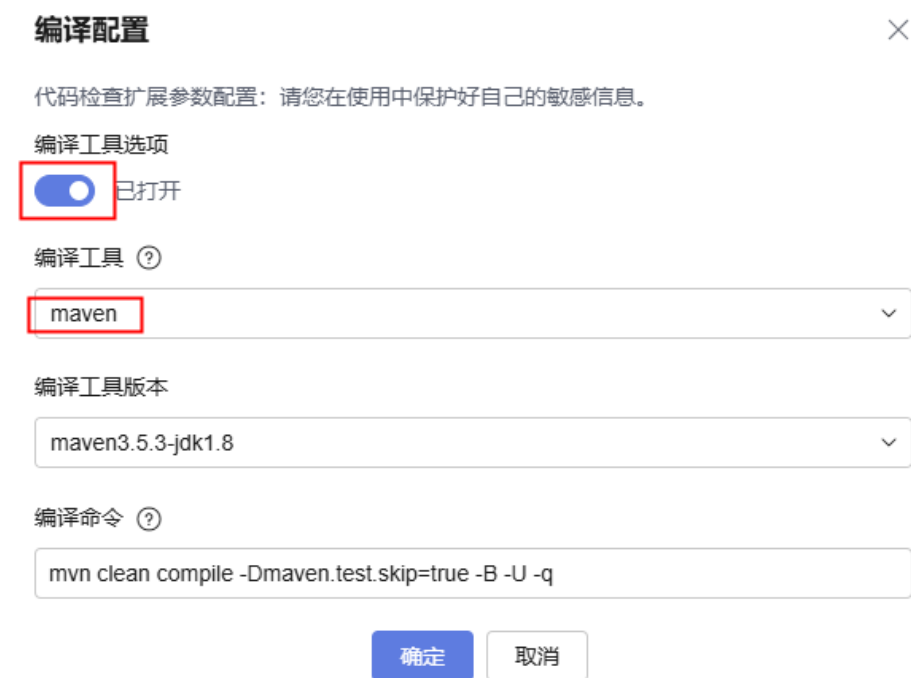 编译配置
代码检查扩展参数配置：请您在使用中保护好自己的敏感信息。
编译工具选项
已打开
编译工具 ?
maven
编译工具版本
maven3.5.3-jdk1.8
编译命令 ?
mvn clean compile -Dmaven.test.skip=true -B -U -q
确定 取消